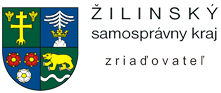 ŽILINSKÝ
samosprávny kraj
zriaďovateľ